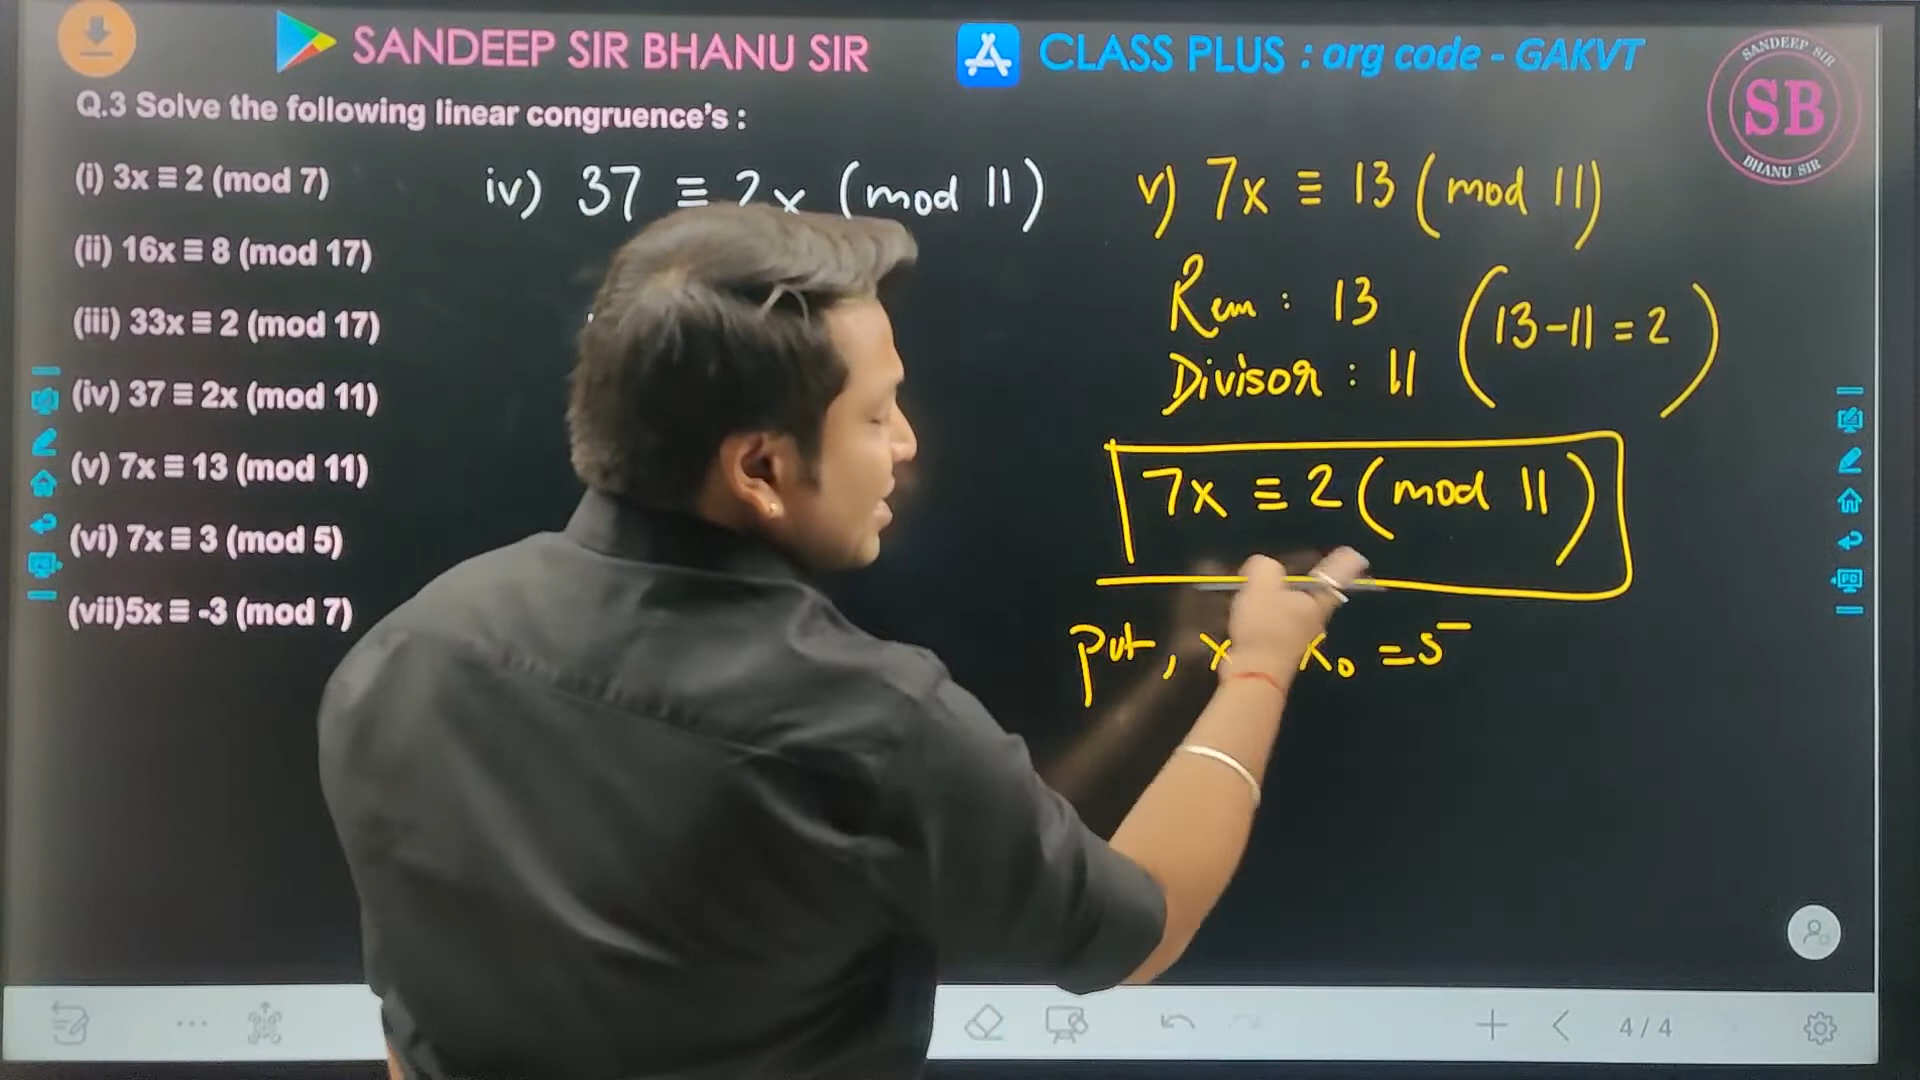 SANDEEP SIR BHANU SIR
CLASS PLUS : org code - GAKVT
SANDEEP SIR
SB
BHANU SIR
Q.3 Solve the following linear congruence's :
(i) 3x ≡ 2 (mod 7)
(ii) 16x ≡ 8 (mod 17)
(iii) 33x ≡ 2 (mod 17)
(iv) 37 ≡ 2x (mod 11)
(v) 7x ≡ 13 (mod 11)
(vi) 7x ≡ 3 (mod 5)
(vii)5x ≡ -3 (mod 7)
iv) 37 ≡ 2x (mod 11)
v) 7x ≡ 13 (mod 11)
Rem : 13
Divisor : 11
(13-11=2)
7x ≡ 2 (mod 11)
Put, x x₀ = 5
4/4